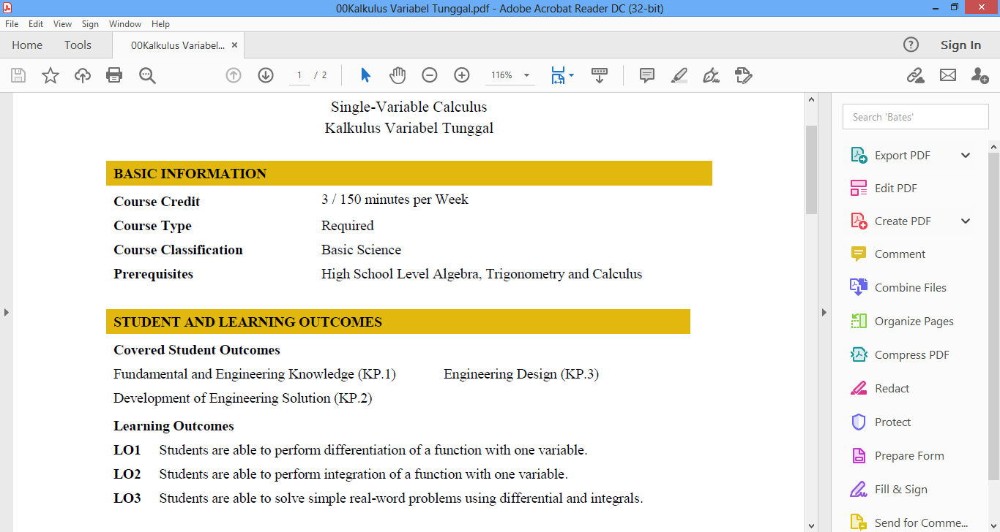 00Kalkulus Variabel Tunggal.pdf - Adobe Acrobat Reader DC (32-bit)
File Edit View Sign Window Help
Home Tools 00Kalkulus Variabel... × Sign In
1 / 2 116%
Single-Variable Calculus
Kalkulus Variabel Tunggal
BASIC INFORMATION
Course Credit 3 / 150 minutes per Week
Course Type Required
Course Classification Basic Science
Prerequisites High School Level Algebra, Trigonometry and Calculus
STUDENT AND LEARNING OUTCOMES
Covered Student Outcomes
Fundamental and Engineering Knowledge (KP.1) Engineering Design (KP.3)
Development of Engineering Solution (KP.2)
Learning Outcomes
LO1 Students are able to perform differentiation of a function with one variable.
LO2 Students are able to perform integration of a function with one variable.
LO3 Students are able to solve simple real-word problems using differential and integrals.
Search 'Bates'
Export PDF
Edit PDF
Create PDF
Comment
Combine Files
Organize Pages
Compress PDF
Redact
Protect
Prepare Form
Fill & Sign
Send for Comme...